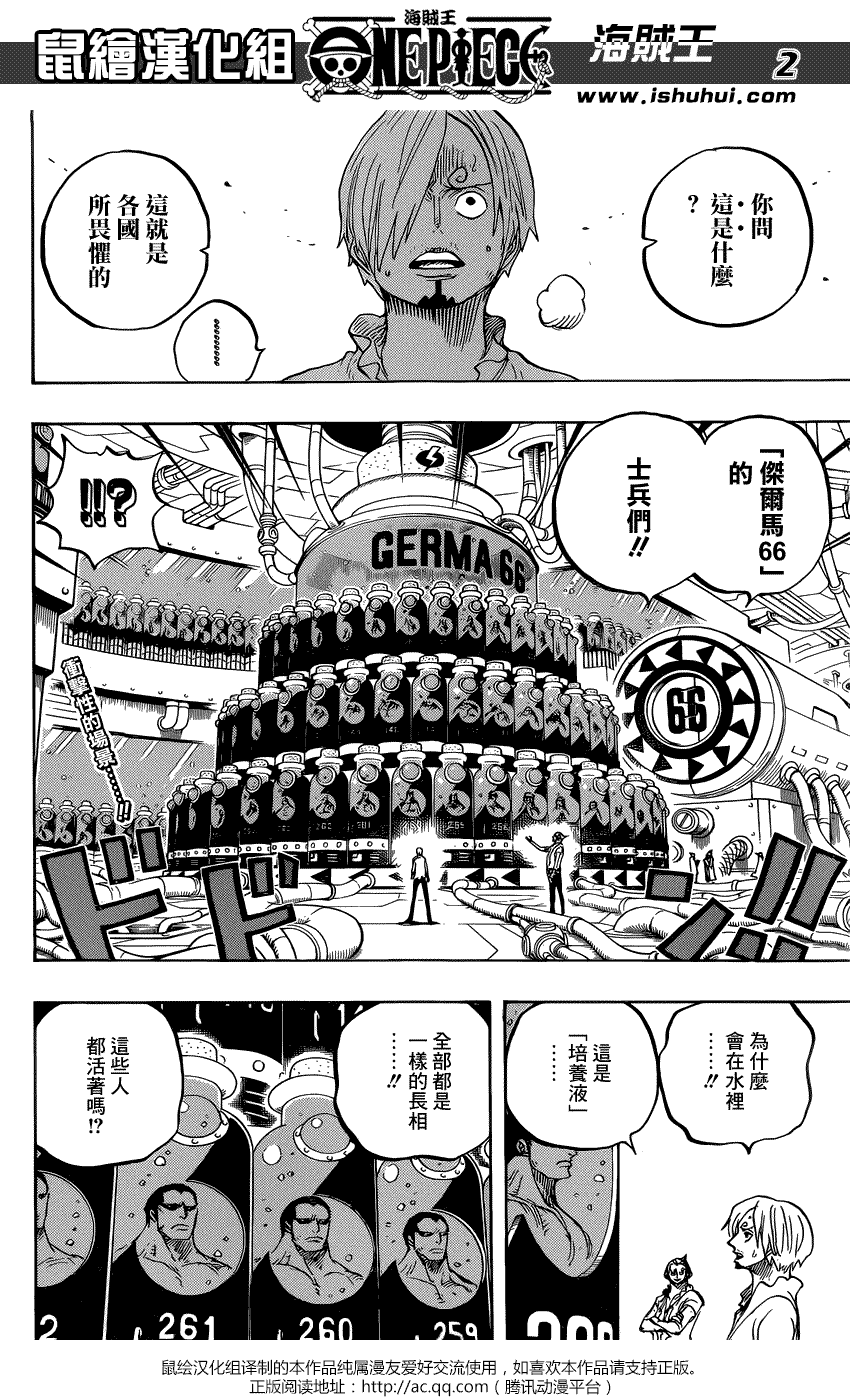 鼠繪漢化組
海賊王
ONE PIECE
海賊王
2
www.ishuhui.com
你問
這是什麼
?
這就是
各國
所畏懼的
………
「傑爾馬66」
的
士兵們!!
!!?
GERMA 66
66
衝擊性的場景……!!
ドドドン!!
260
261
265
266
為什麼
會在水裡
……!!
這是
「培養液」
……
全部都是
一樣的長相
……!!
這些人
都活著嗎!?
2
261
260
259
鼠绘汉化组译制的本作品纯属漫友爱好交流使用，如喜欢本作品请支持正版。
正版阅读地址：http://ac.qq.com（腾讯动漫平台）